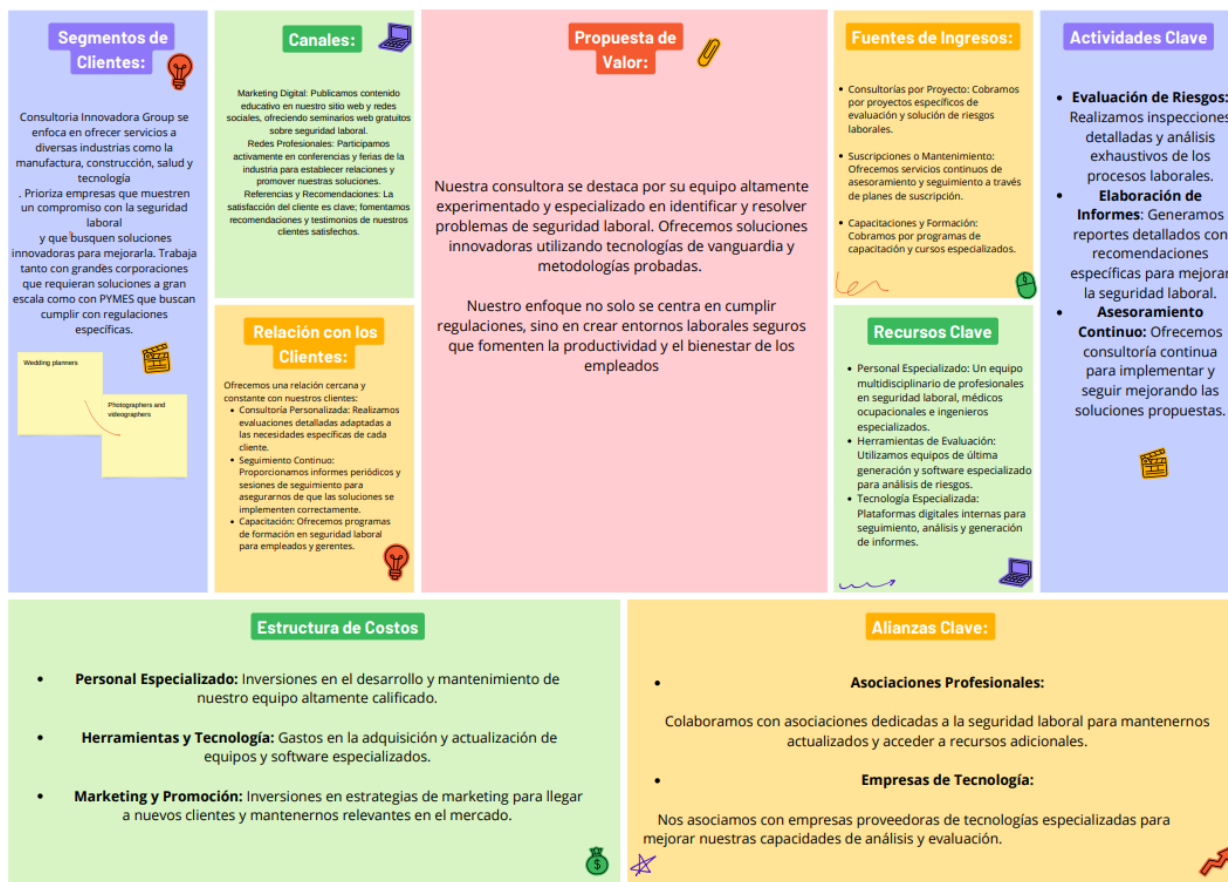 Segmentos de
Clientes:
Consultoria Innovadora Group se
enfoca en ofrecer servicios a
diversas industrias como la
manufactura, construcción, salud y
tecnología
. Prioriza empresas que muestren
un compromiso con la seguridad
laboral
y que busquen soluciones
innovadoras para mejorarla. Trabaja
tanto con grandes corporaciones
que requieran soluciones a gran
escala como con PYMES que buscan
cumplir con regulaciones
específicas.
Wedding planners
Photographers and
videographers
Canales:
Marketing Digital: Publicamos contenido
educativo en nuestro sitio web y redes
sociales, ofreciendo seminarios web gratuitos
sobre seguridad laboral.
Redes Profesionales: Participamos
activamente en conferencias y ferias de la
industria para establecer relaciones y
promover nuestras soluciones.
Referencias y Recomendaciones: La
satisfacción del cliente es clave; fomentamos
recomendaciones y testimonios de nuestros
clientes satisfechos.
Relación con los
Clientes:
Ofrecemos una relación cercana y
constante con nuestros clientes:
• Consultoría Personalizada: Realizamos
evaluaciones detalladas adaptadas a
las necesidades específicas de cada
cliente.
• Seguimiento Continuo:
Proporcionamos informes periódicos y
sesiones de seguimiento para
asegurarnos de que las soluciones se
implementen correctamente.
• Capacitación: Ofrecemos programas
de formación en seguridad laboral
para empleados y gerentes.
Propuesta de
Valor:
Nuestra consultora se destaca por su equipo altamente
experimentado y especializado en identificar y resolver
problemas de seguridad laboral. Ofrecemos soluciones
innovadoras utilizando tecnologías de vanguardia y
metodologías probadas.
Nuestro enfoque no solo se centra en cumplir
regulaciones, sino en crear entornos laborales seguros
que fomenten la productividad y el bienestar de los
empleados
Fuentes de Ingresos:
• Consultorías por Proyecto: Cobramos
por proyectos específicos de
evaluación y solución de riesgos
laborales.
• Suscripciones o Mantenimiento:
Ofrecemos servicios continuos de
asesoramiento y seguimiento a través
de planes de suscripción.
• Capacitaciones y Formación:
Cobramos por programas de
capacitación y cursos especializados.
Recursos Clave
• Personal Especializado: Un equipo
multidisciplinario de profesionales
en seguridad laboral, médicos
ocupacionales e ingenieros
especializados.
• Herramientas de Evaluación:
Utilizamos equipos de última
generación y software especializado
para análisis de riesgos.
• Tecnología Especializada:
Plataformas digitales internas para
seguimiento, análisis y generación
de informes.
Actividades Clave
• Evaluación de Riesgos:
Realizamos inspecciones
detalladas y análisis
exhaustivos de los
procesos laborales.
• Elaboración de
Informes: Generamos
reportes detallados con
recomendaciones
específicas para mejorar
la seguridad laboral.
• Asesoramiento
Continuo: Ofrecemos
consultoría continua
para implementar y
seguir mejorando las
soluciones propuestas.
Estructura de Costos
• Personal Especializado: Inversiones en el desarrollo y mantenimiento de
nuestro equipo altamente calificado.
• Herramientas y Tecnología: Gastos en la adquisición y actualización de
equipos y software especializados.
• Marketing y Promoción: Inversiones en estrategias de marketing para llegar
a nuevos clientes y mantenernos relevantes en el mercado.
Alianzas Clave:
• Asociaciones Profesionales:
Colaboramos con asociaciones dedicadas a la seguridad laboral para mantenernos
actualizados y acceder a recursos adicionales.
• Empresas de Tecnología:
Nos asociamos con empresas proveedoras de tecnologías especializadas para
mejorar nuestras capacidades de análisis y evaluación.